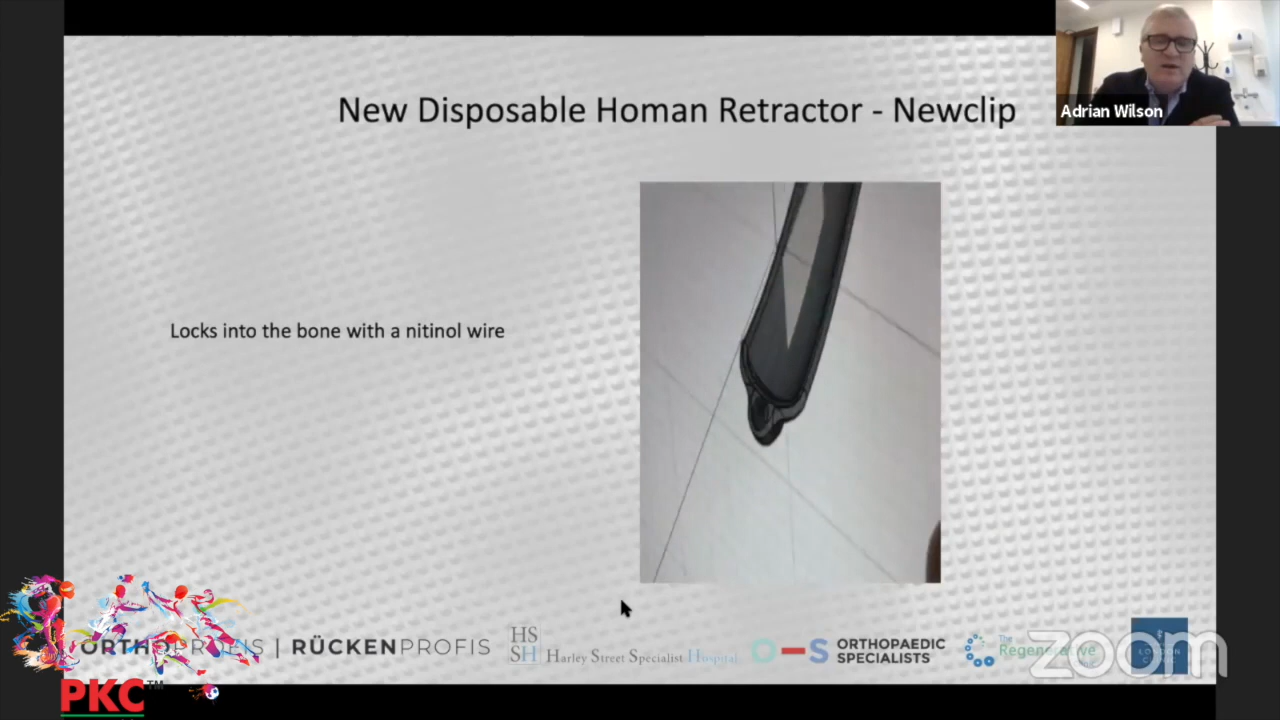 New Disposable Homan Retractor - Newclip
Adrian Wilson
Locks into the bone with a nitinol wire
ORTHOPROFIS | RÜCKENPROFIS
HS
SH Harley Street Specialist Hospital
O-S ORTHOPAEDIC
SPECIALISTS
The
Regenerative
LONDON
zoom
PKC™